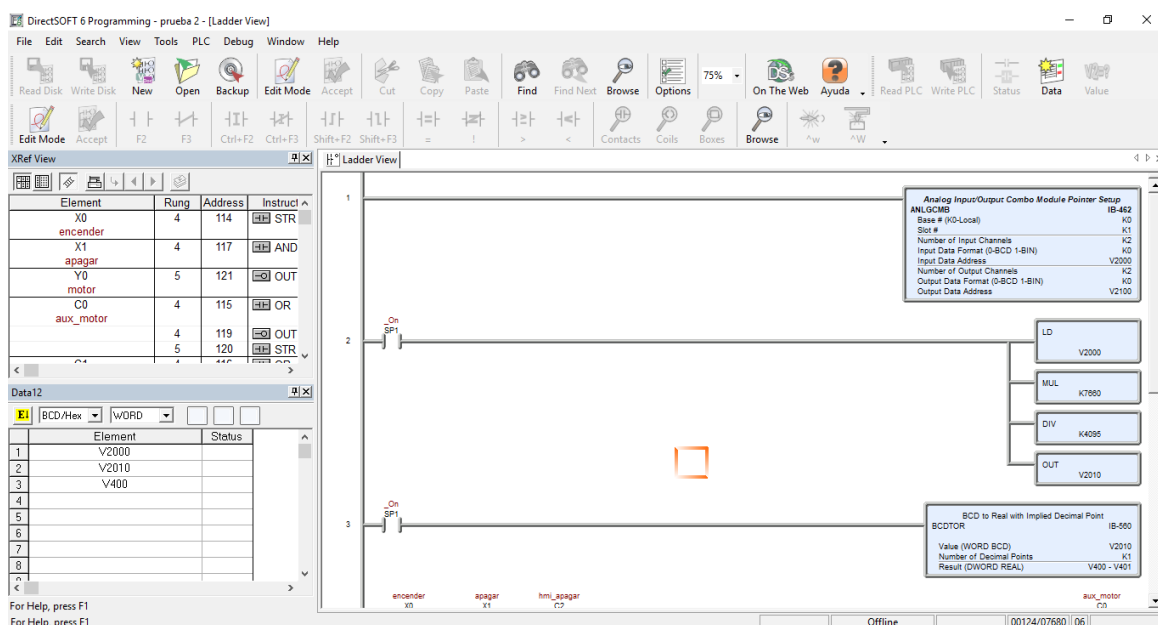 DirectSOFT 6 Programming - prueba 2 - [Ladder View]
File Edit Search View Tools PLC Debug Window Help
Read Disk Write Disk New Open Backup Edit Mode Accept Cut Copy Paste Find Find Next Browse Options 75% On The Web Ayuda Read PLC Write PLC Status Data Value
Edit Mode Accept F2 F3 Ctrl+F2 Ctrl+F3 Shift+F2 Shift+F3 = ! > < Contacts Coils Boxes Browse ^w ^W
XRef View
Element Rung Address Instruct
X0 4 114 STR
encender
X1 4 117 AND
apagar
Y0 5 121 OUT
motor
C0 4 115 OR
aux_motor
4 119 OUT
5 120 STR
Data12
BCD/Hex WORD
Element Status
1 V2000
2 V2010
3 V400
4
5
6
7
8
For Help, press F1
For Help, press F1
Ladder View
1
Analog Input/Output Combo Module Pointer Setup
ANLGCMB IB-462
Base # (K0-Local) K0
Slot # K1
Number of Input Channels K2
Input Data Format (0-BCD 1-BIN) K0
Input Data Address V2000
Number of Output Channels K2
Output Data Format (0-BCD 1-BIN) K0
Output Data Address V2100
_On
SP1
2
LD
V2000
MUL
K7660
DIV
K4095
OUT
V2010
_On
SP1
3
BCD to Real with Implied Decimal Point
BCDTOR IB-560
Value (WORD BCD) V2010
Number of Decimal Points K1
Result (DWORD REAL) V400 - V401
encender apagar hmi_apagar aux_motor
X0 X1 C2 C0
Offline 00124/07680 06